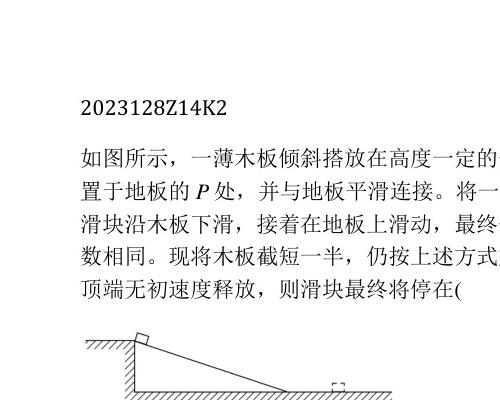 2023128Z14K2
如图所示，一薄木板倾斜搭放在高度一定的
置于地板的 P 处，并与地板平滑连接。将一
滑块沿木板下滑，接着在地板上滑动，最终
数相同。现将木板截短一半，仍按上述方式
顶端无初速度释放，则滑块最终将停在(